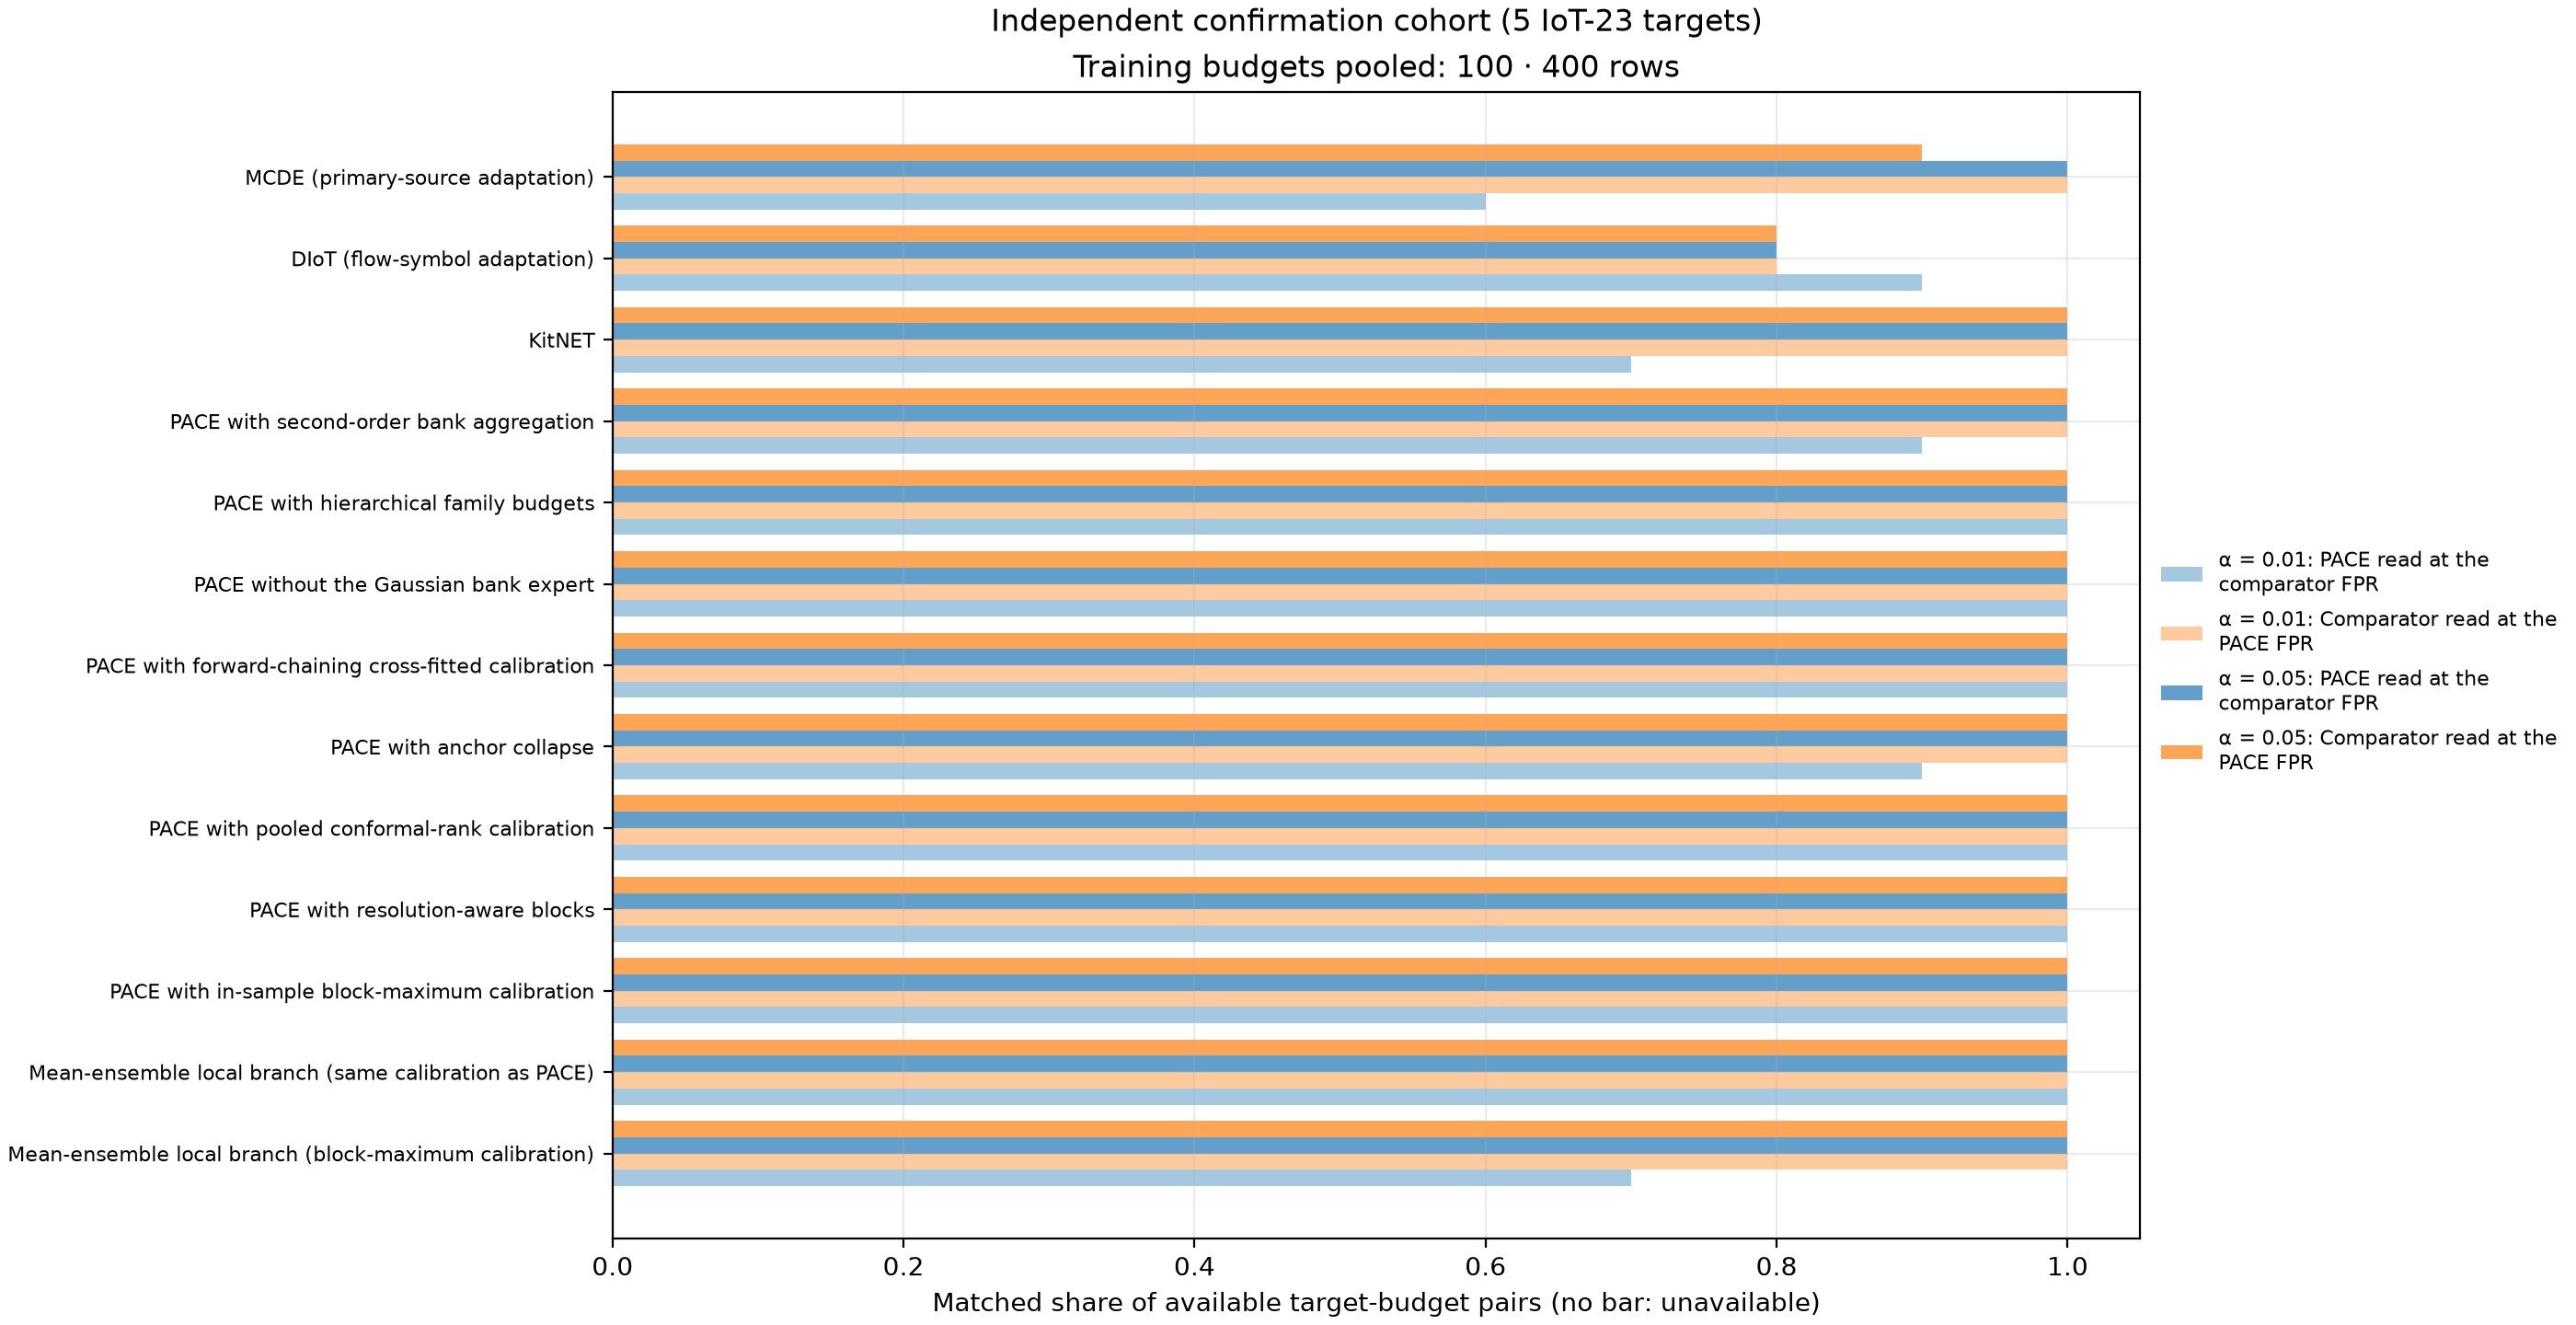 Independent confirmation cohort (5 IoT-23 targets)
Training budgets pooled: 100 · 400 rows
MCDE (primary-source adaptation)
DIoT (flow-symbol adaptation)
KitNET
PACE with second-order bank aggregation
PACE with hierarchical family budgets
PACE without the Gaussian bank expert
PACE with forward-chaining cross-fitted calibration
PACE with anchor collapse
PACE with pooled conformal-rank calibration
PACE with resolution-aware blocks
PACE with in-sample block-maximum calibration
Mean-ensemble local branch (same calibration as PACE)
Mean-ensemble local branch (block-maximum calibration)
0.0 0.2 0.4 0.6 0.8 1.0
Matched share of available target-budget pairs (no bar: unavailable)
α = 0.01: PACE read at the
comparator FPR
α = 0.01: Comparator read at the
PACE FPR
α = 0.05: PACE read at the
comparator FPR
α = 0.05: Comparator read at the
PACE FPR